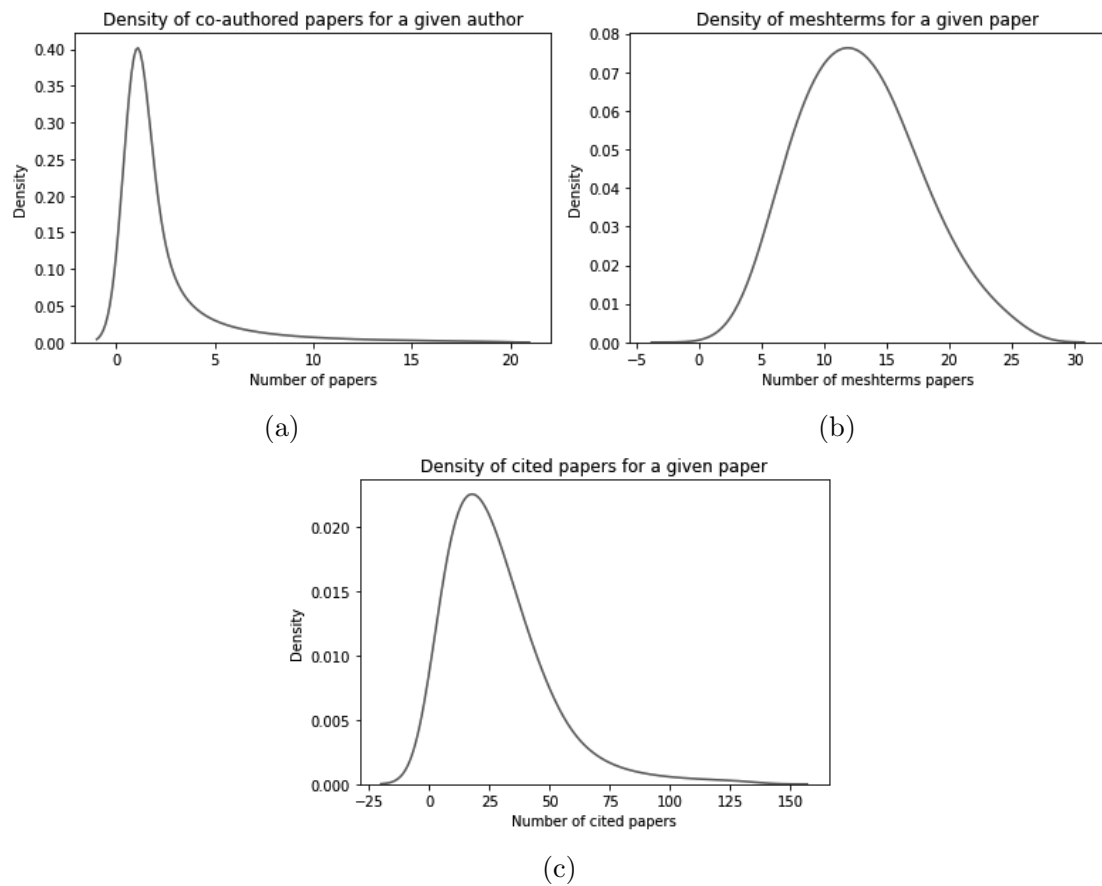 Density of co-authored papers for a given author
0.40
0.35
0.30
0.25
0.20
0.15
0.10
0.05
0.00
Density
0 5 10 15 20
Number of papers
(a)
Density of meshterms for a given paper
0.08
0.07
0.06
0.05
0.04
0.03
0.02
0.01
0.00
Density
−5 0 5 10 15 20 25 30
Number of meshterms papers
(b)
Density of cited papers for a given paper
0.020
0.015
0.010
0.005
0.000
Density
−25 0 25 50 75 100 125 150
Number of cited papers
(c)